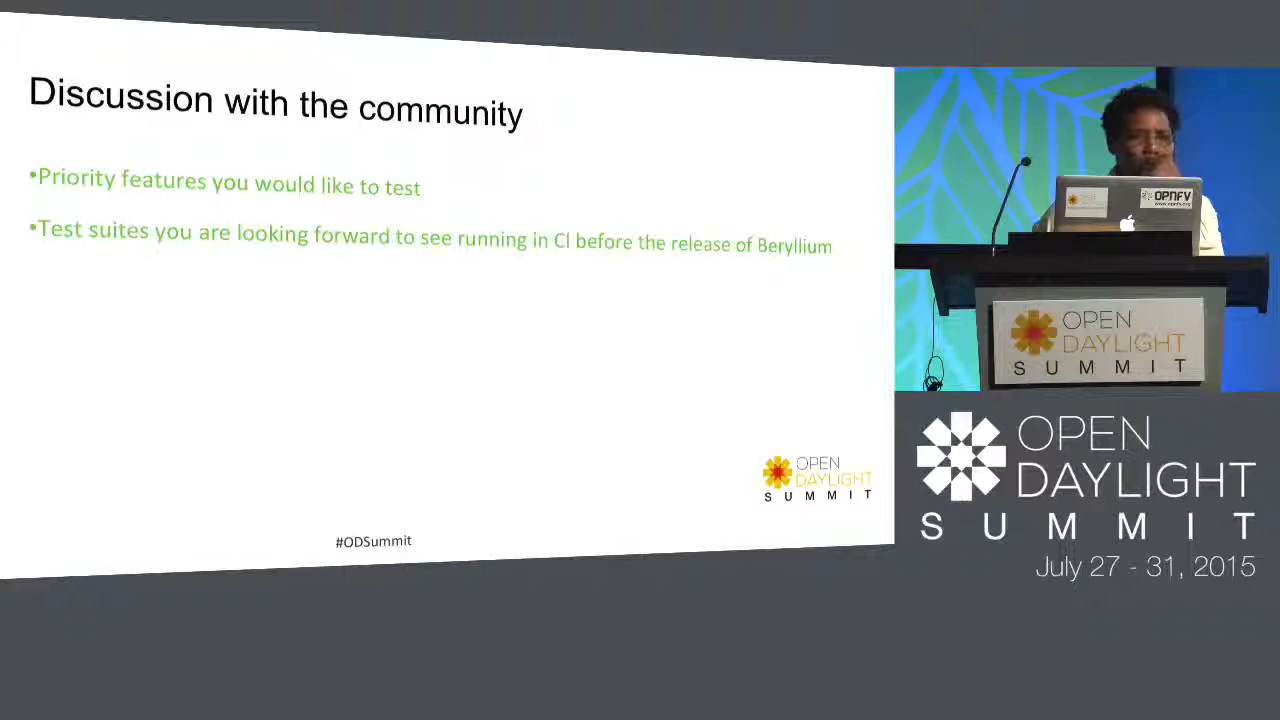 Discussion with the community
•Priority features you would like to test
•Test suites you are looking forward to see running in CI before the release of Beryllium
OPEN
DAYLIGHT
SUMMIT
#ODSummit
OPNFV
OPEN
DAYLIGHT
SUMMIT
OPEN
DAYLIGHT
SUMMIT
July 27 - 31, 2015